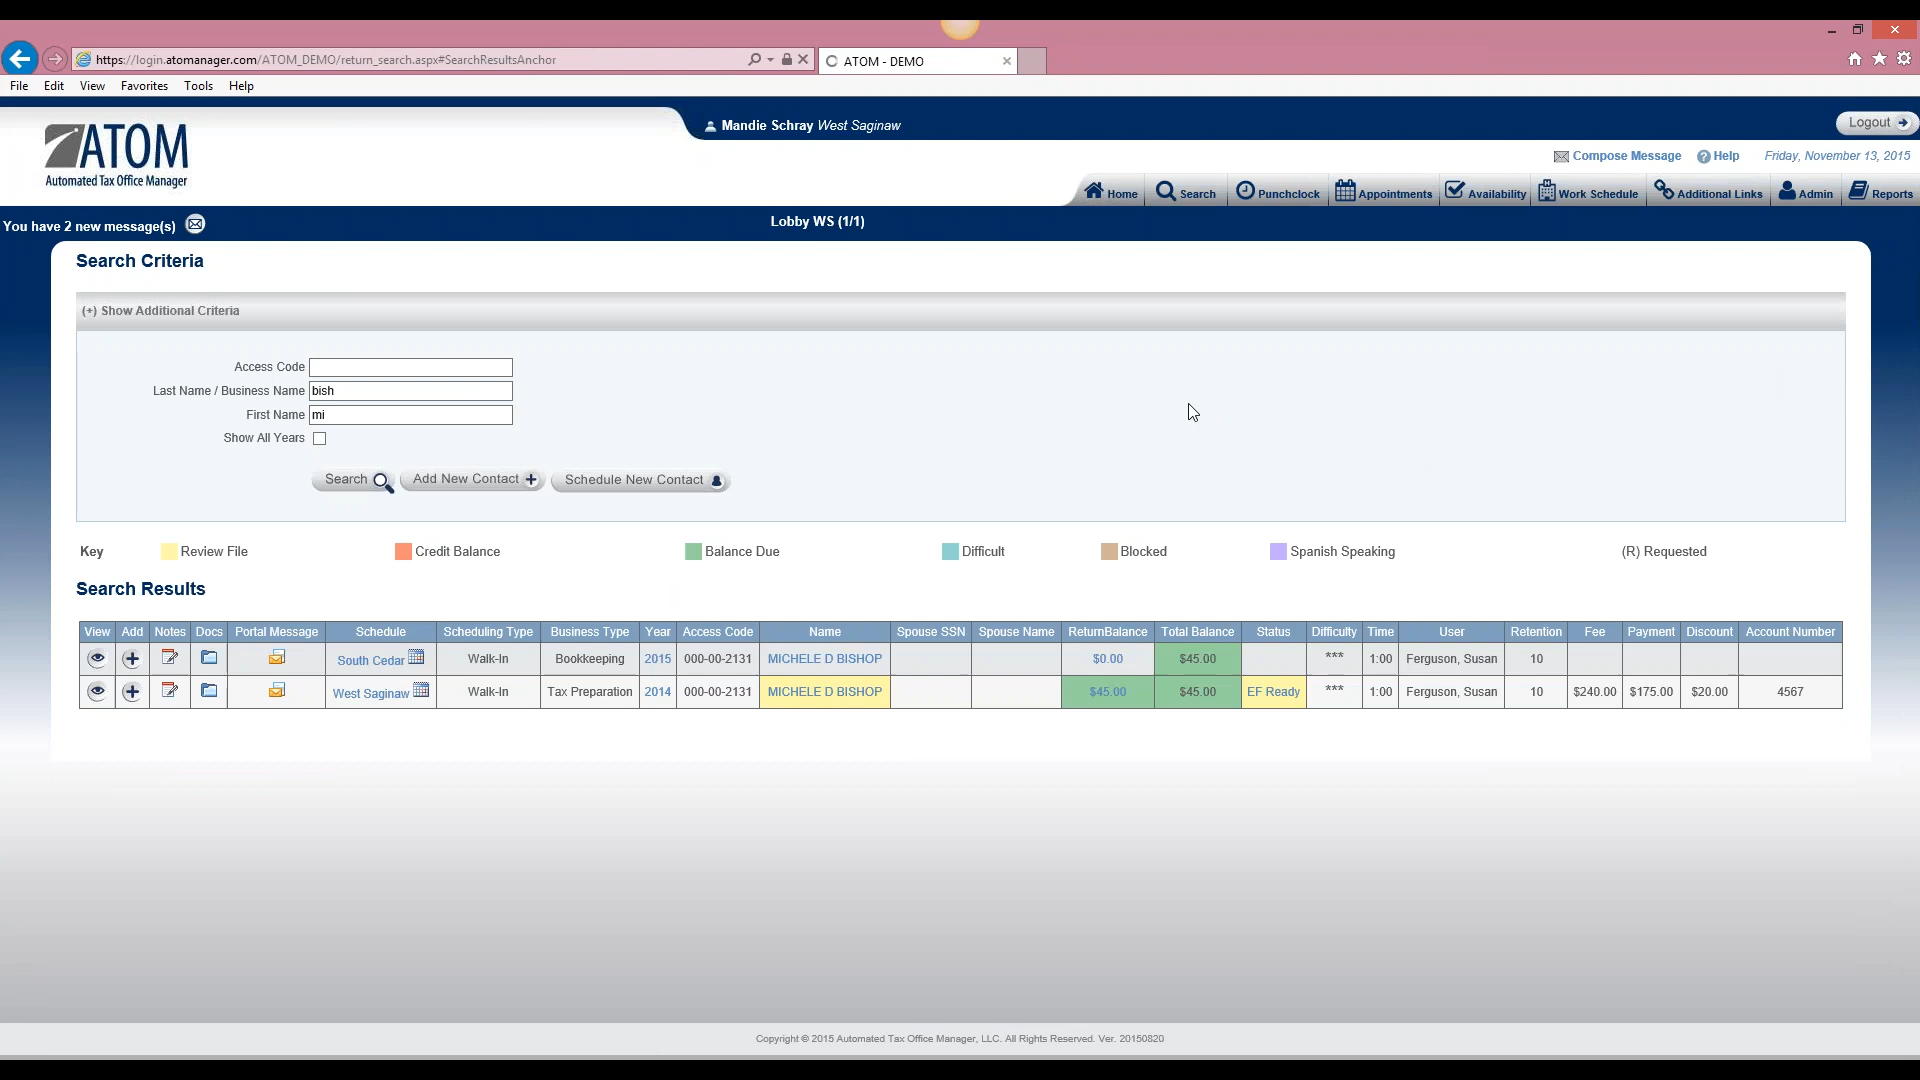 https://login.atomanager.com/ATOM_DEMO/return_search.aspx#SearchResultsAnchor
ATOM - DEMO
File Edit View Favorites Tools Help
Mandie Schray West Saginaw
Logout
ATOM
Automated Tax Office Manager
Compose Message Help Friday, November 13, 2015
Home Search Punchclock Appointments Availability Work Schedule Additional Links Admin Reports
You have 2 new message(s)
Lobby WS (1/1)
Search Criteria
(+) Show Additional Criteria
Access Code
Last Name / Business Name bish
First Name mi
Show All Years
Search Add New Contact Schedule New Contact
Key Review File Credit Balance Balance Due Difficult Blocked Spanish Speaking (R) Requested
Search Results
View Add Notes Docs Portal Message Schedule Scheduling Type Business Type Year Access Code Name Spouse SSN Spouse Name ReturnBalance Total Balance Status Difficulty Time User Retention Fee Payment Discount Account Number
South Cedar Walk-In Bookkeeping 2015 000-00-2131 MICHELE D BISHOP $0.00 $45.00 *** 1:00 Ferguson, Susan 10
West Saginaw Walk-In Tax Preparation 2014 000-00-2131 MICHELE D BISHOP $45.00 $45.00 EF Ready *** 1:00 Ferguson, Susan 10 $240.00 $175.00 $20.00 4567
Copyright © 2015 Automated Tax Office Manager, LLC. All Rights Reserved. Ver. 20150820